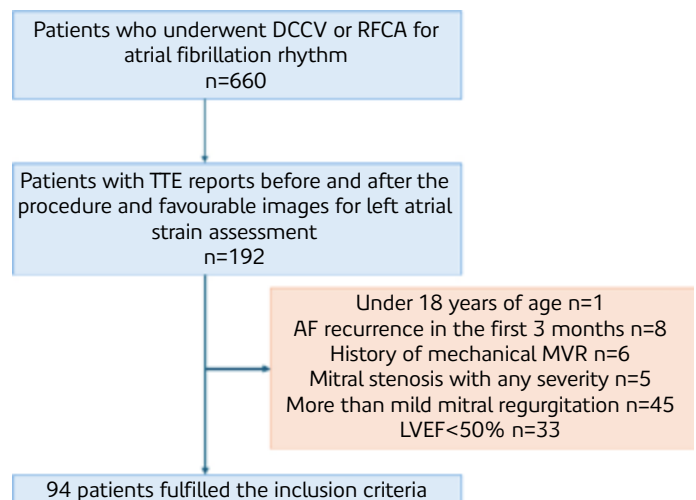 Patients who underwent DCCV or RFCA for
atrial fibrillation rhythm
n=660
Patients with TTE reports before and after the
procedure and favourable images for left atrial
strain assessment
n=192
Under 18 years of age n=1
AF recurrence in the first 3 months n=8
History of mechanical MVR n=6
Mitral stenosis with any severity n=5
More than mild mitral regurgitation n=45
LVEF<50% n=33
94 patients fulfilled the inclusion criteria